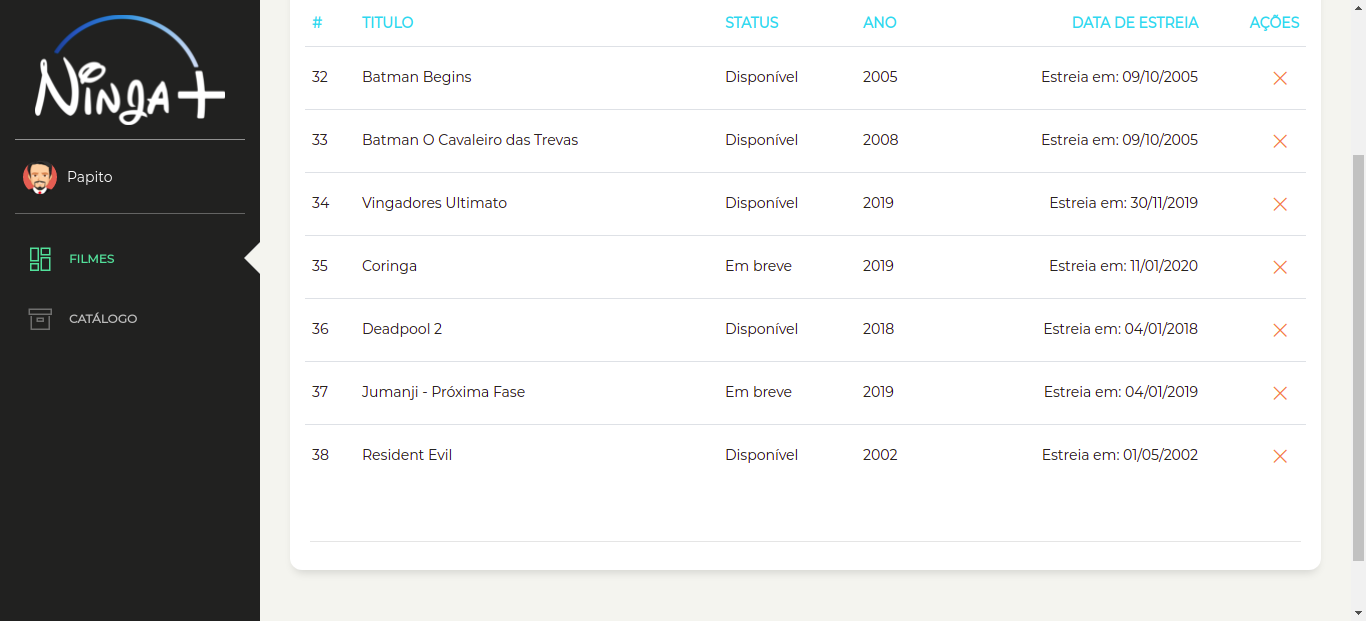 Ninja+
Papito
FILMES
CATÁLOGO
# TITULO STATUS ANO DATA DE ESTREIA AÇÕES
32 Batman Begins Disponível 2005 Estreia em: 09/10/2005
33 Batman O Cavaleiro das Trevas Disponível 2008 Estreia em: 09/10/2005
34 Vingadores Ultimato Disponível 2019 Estreia em: 30/11/2019
35 Coringa Em breve 2019 Estreia em: 11/01/2020
36 Deadpool 2 Disponível 2018 Estreia em: 04/01/2018
37 Jumanji - Próxima Fase Em breve 2019 Estreia em: 04/01/2019
38 Resident Evil Disponível 2002 Estreia em: 01/05/2002